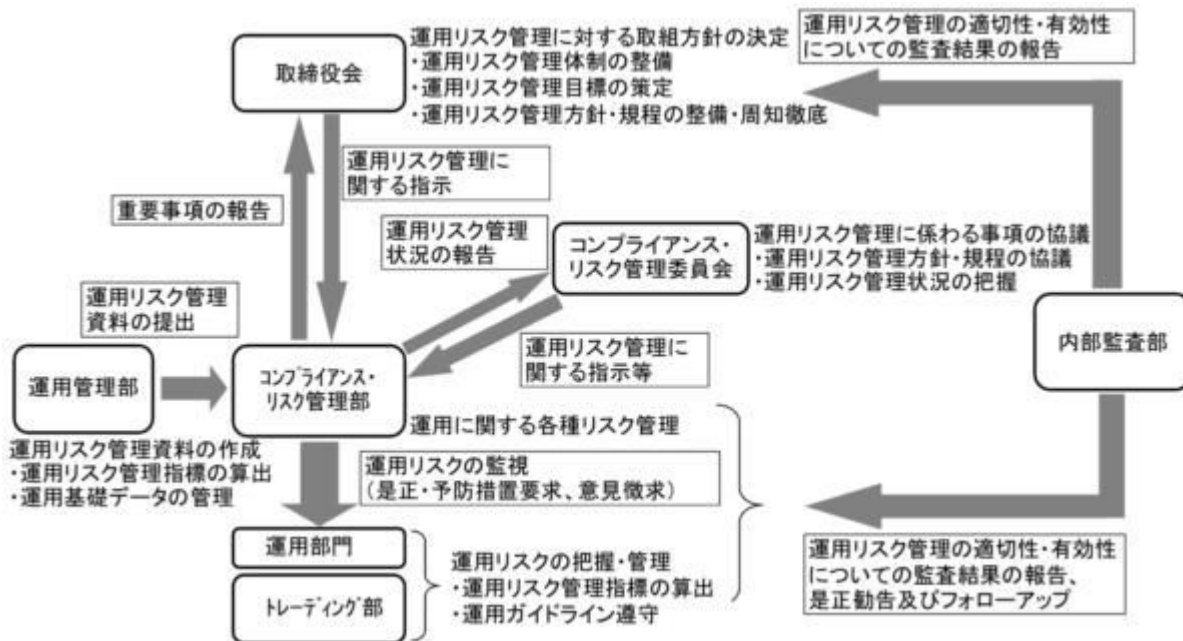 取締役会
運用リスク管理に対する取組方針の決定
・運用リスク管理体制の整備
・運用リスク管理目標の策定
・運用リスク管理方針・規程の整備・周知徹底
運用リスク管理の適切性・有効性
についての監査結果の報告
重要事項の報告
運用リスク管理に
関する指示
運用リスク管理
状況の報告
コンプライアンス・
リスク管理委員会
運用リスク管理に係わる事項の協議
・運用リスク管理方針・規程の協議
・運用リスク管理状況の把握
運用リスク管理
資料の提出
運用リスク管理に
関する指示等
内部監査部
運用管理部
ｺﾝﾌﾟﾗｲｱﾝｽ・
ﾘｽｸ管理部
運用に関する各種リスク管理
運用リスク管理資料の作成
・運用リスク管理指標の算出
・運用基礎データの管理
運用リスクの監視
（是正・予防措置要求、意見徴求）
運用部門
ﾄﾚｰﾃﾞｨﾝｸﾞ部
運用リスクの把握・管理
・運用リスク管理指標の算出
・運用ガイドライン遵守
運用リスク管理の適切性・有効性
についての監査結果の報告、
是正勧告及びフォローアップ